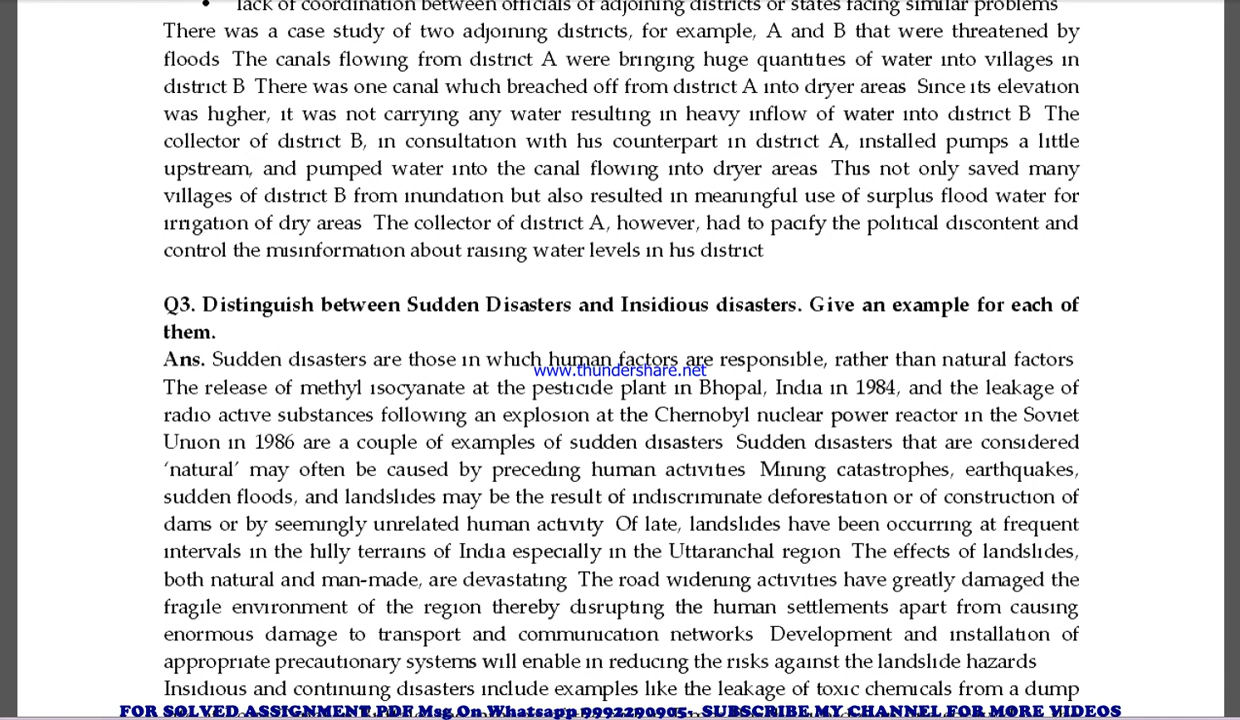 • lack of coordination between officials of adjoining districts or states facing similar problems
There was a case study of two adjoining districts, for example, A and B that were threatened by
floods The canals flowing from district A were bringing huge quantities of water into villages in
district B There was one canal which breached off from district A into dryer areas Since its elevation
was higher, it was not carrying any water resulting in heavy inflow of water into district B The
collector of district B, in consultation with his counterpart in district A, installed pumps a little
upstream, and pumped water into the canal flowing into dryer areas This not only saved many
villages of district B from inundation but also resulted in meaningful use of surplus flood water for
irrigation of dry areas The collector of district A, however, had to pacify the political discontent and
control the misinformation about raising water levels in his district
Q3. Distinguish between Sudden Disasters and Insidious disasters. Give an example for each of
them.
Ans. Sudden disasters are those in which human factors are responsible, rather than natural factors
www.thundershare.net
The release of methyl isocyanate at the pesticide plant in Bhopal, India in 1984, and the leakage of
radio active substances following an explosion at the Chernobyl nuclear power reactor in the Soviet
Union in 1986 are a couple of examples of sudden disasters Sudden disasters that are considered
‘natural’ may often be caused by preceding human activities Mining catastrophes, earthquakes,
sudden floods, and landslides may be the result of indiscriminate deforestation or of construction of
dams or by seemingly unrelated human activity Of late, landslides have been occurring at frequent
intervals in the hilly terrains of India especially in the Uttaranchal region The effects of landslides,
both natural and man-made, are devastating The road widening activities have greatly damaged the
fragile environment of the region thereby disrupting the human settlements apart from causing
enormous damage to transport and communication networks Development and installation of
appropriate precautionary systems will enable in reducing the risks against the landslide hazards
Insidious and continuing disasters include examples like the leakage of toxic chemicals from a dump
FOR SOLVED ASSIGNMENT PDF Msg On Whatsapp 9992290905, SUBSCRIBE MY CHANNEL FOR MORE VIDEOS